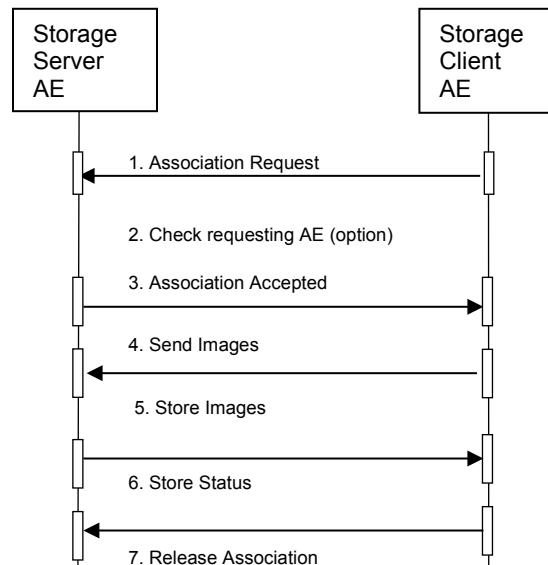 Storage
Server
AE
Storage
Client
AE
1. Association Request
2. Check requesting AE (option)
3. Association Accepted
4. Send Images
5. Store Images
6. Store Status
7. Release Association